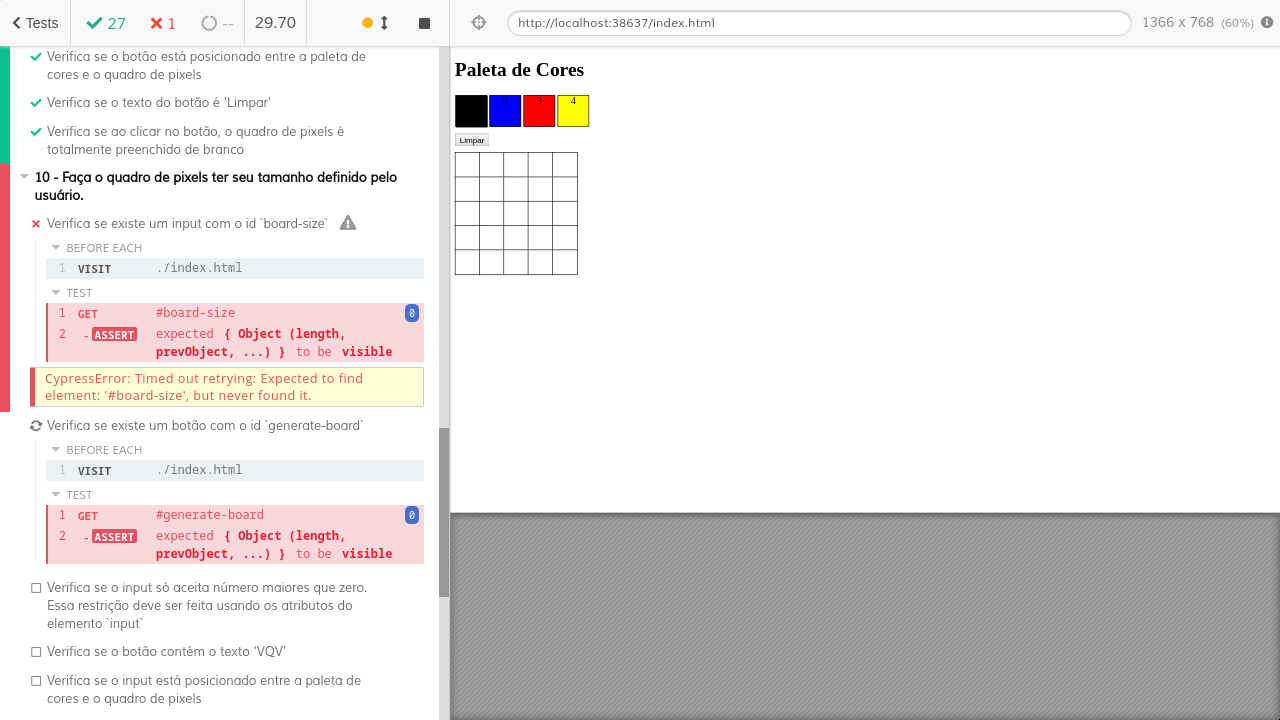 Tests 27 1 -- 29.70 http://localhost:38637/index.html 1366 x 768 (60%)
Verifica se o botão está posicionado entre a paleta de
cores e o quadro de pixels
Verifica se o texto do botão é 'Limpar'
Verifica se ao clicar no botão, o quadro de pixels é
totalmente preenchido de branco
10 - Faça o quadro de pixels ter seu tamanho definido pelo
usuário.
Verifica se existe um input com o id `board-size`
BEFORE EACH
1 VISIT ./index.html
TEST
1 GET #board-size 0
2 - ASSERT expected { Object (length,
prevObject, ...) } to be visible
CypressError: Timed out retrying: Expected to find
element: '#board-size', but never found it.
Verifica se existe um botão com o id `generate-board`
BEFORE EACH
1 VISIT ./index.html
TEST
1 GET #generate-board 0
2 - ASSERT expected { Object (length,
prevObject, ...) } to be visible
Verifica se o input só aceita número maiores que zero.
Essa restrição deve ser feita usando os atributos do
elemento `input`
Verifica se o botão contém o texto 'VQV'
Verifica se o input está posicionado entre a paleta de
cores e o quadro de pixels
Paleta de Cores
2 3 4
Limpar